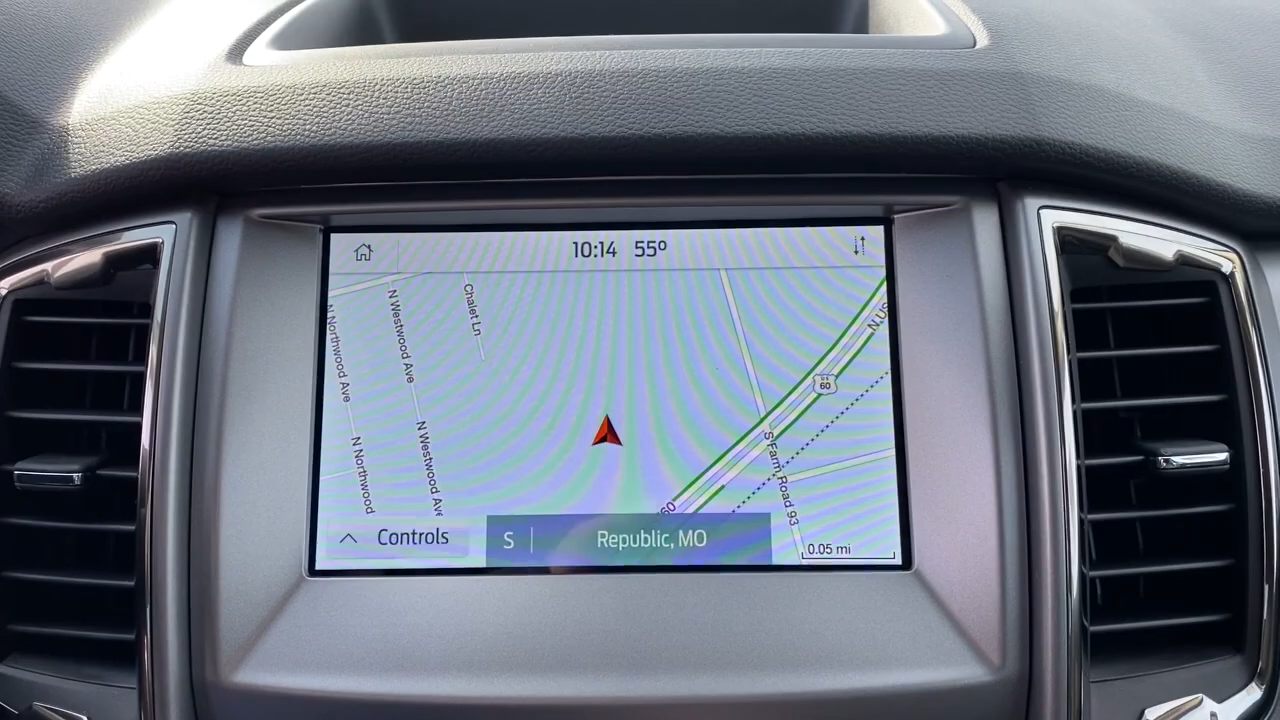 10:14 55°
Chalet Ln
N Northwood Ave
N Westwood Ave
N US
US
60
S Farm Road 93
N Northwood
N Westwood Ave
60
Controls
S
Republic, MO
0.05 mi